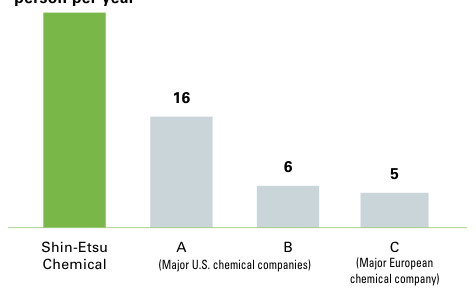 person per year
16
6
5
Shin-Etsu
Chemical
A
B
(Major U.S. chemical companies)
C
(Major European
chemical company)